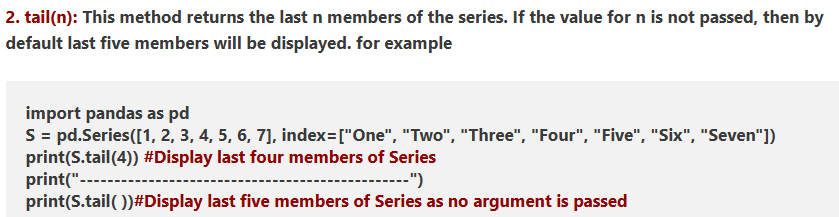 2. tail(n): This method returns the last n members of the series. If the value for n is not passed, then by
default last five members will be displayed. for example
import pandas as pd
S = pd.Series([1, 2, 3, 4, 5, 6, 7], index=["One", "Two", "Three", "Four", "Five", "Six", "Seven"])
print(S.tail(4)) #Display last four members of Series
print("------------------------------------------------")
print(S.tail( ))#Display last five members of Series as no argument is passed